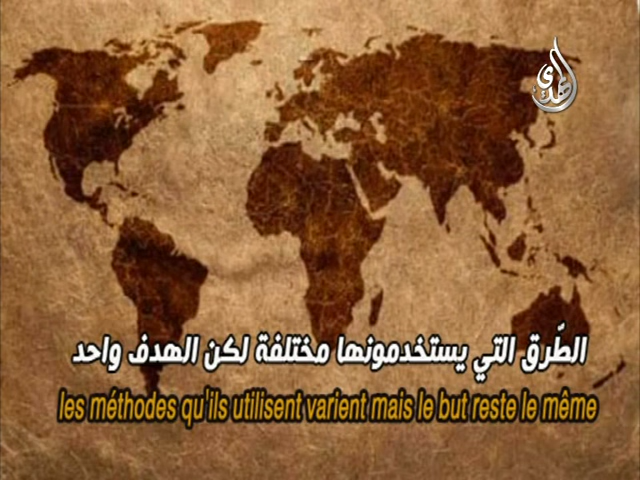 الطّرق التي يستخدمونها مختلفة لكن الهدف واحد
les méthodes qu'ils utilisent varient mais le but reste le même